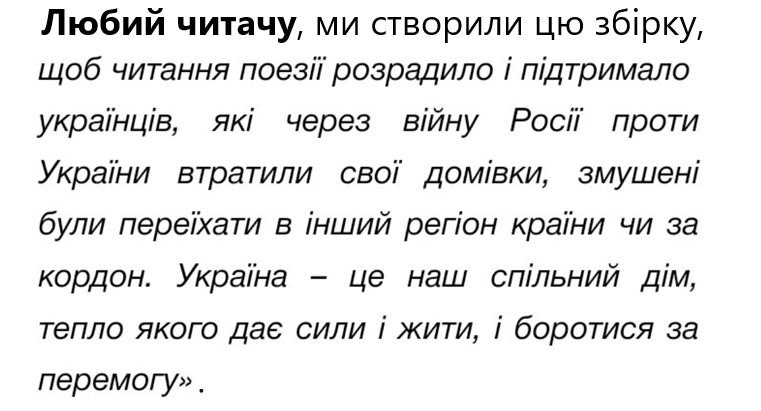 Любий читачу, ми створили цю збірку,
щоб читання поезії розрадило і підтримало
українців, які через війну Росії проти
України втратили свої домівки, змушені
були переїхати в інший регіон країни чи за
кордон. Україна – це наш спільний дім,
тепло якого дає сили і жити, і боротися за
перемогу» .